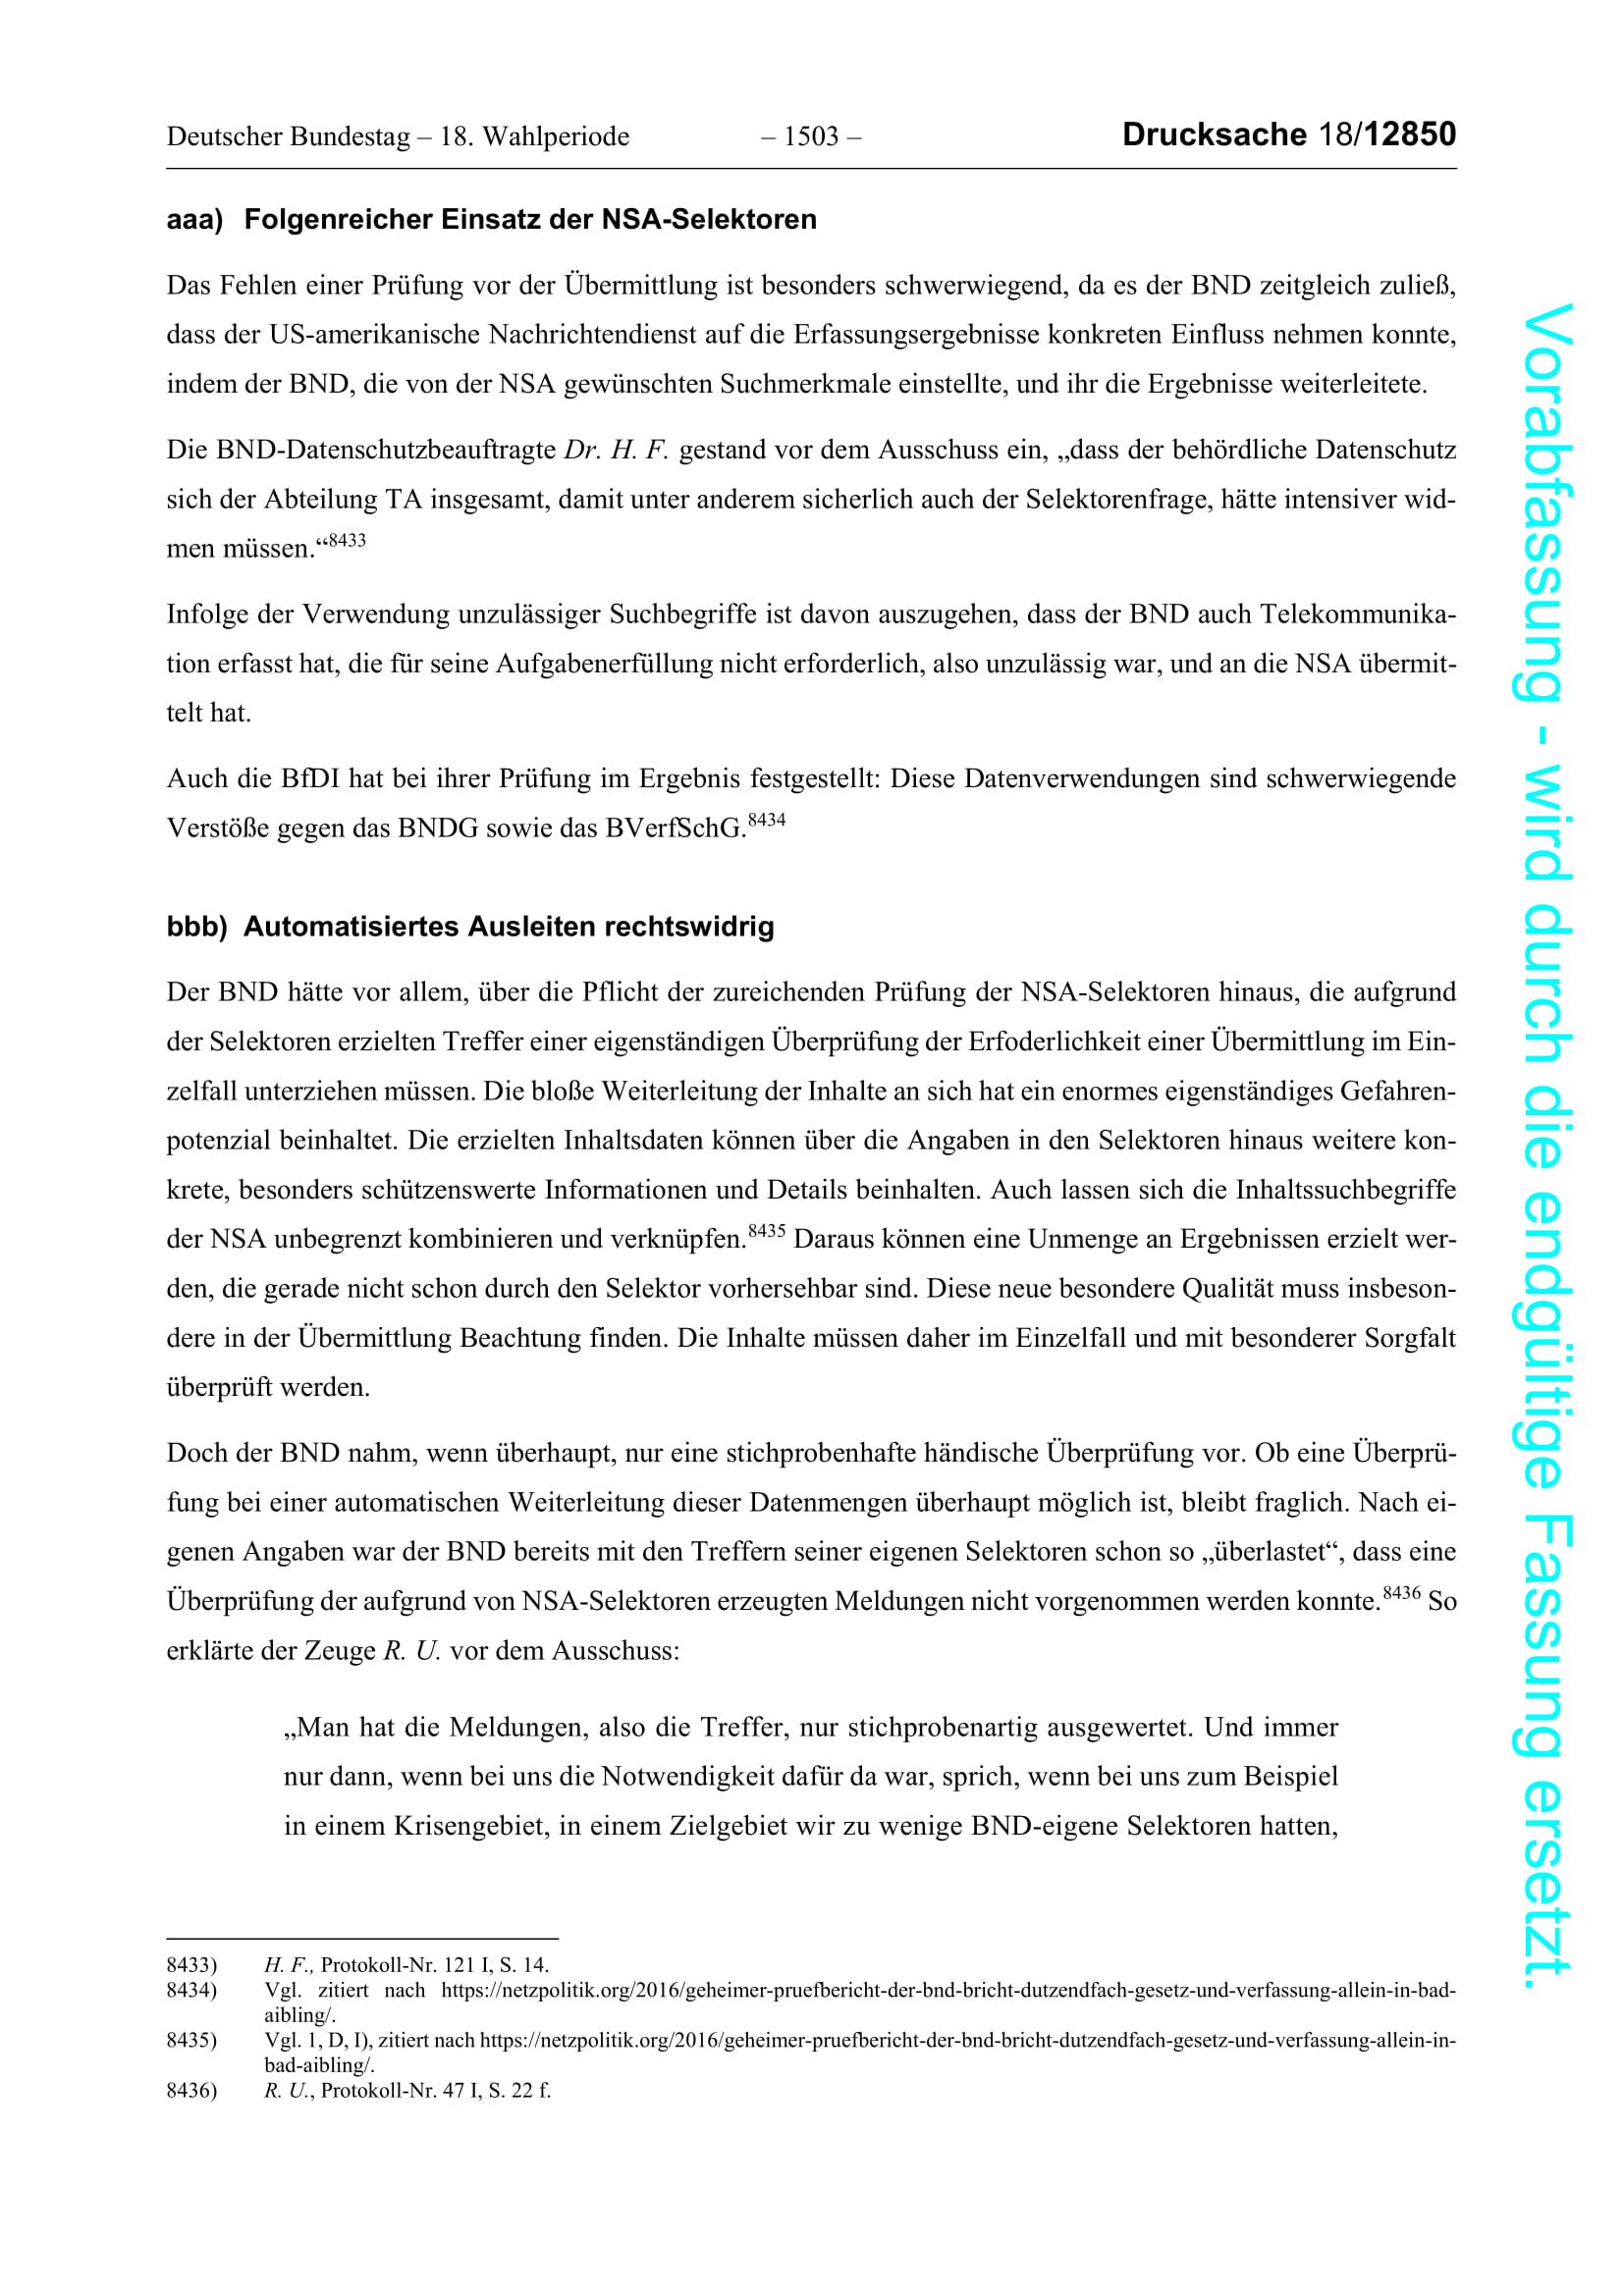 Deutscher Bundestag – 18. Wahlperiode – 1503 – Drucksache 18/12850
aaa) Folgenreicher Einsatz der NSA-Selektoren
Das Fehlen einer Prüfung vor der Übermittlung ist besonders schwerwiegend, da es der BND zeitgleich zuließ,
dass der US-amerikanische Nachrichtendienst auf die Erfassungsergebnisse konkreten Einfluss nehmen konnte,
indem der BND, die von der NSA gewünschten Suchmerkmale einstellte, und ihr die Ergebnisse weiterleitete.
Die BND-Datenschutzbeauftragte Dr. H. F. gestand vor dem Ausschuss ein, „dass der behördliche Datenschutz
sich der Abteilung TA insgesamt, damit unter anderem sicherlich auch der Selektorenfrage, hätte intensiver wid-
men müssen.“8433
Infolge der Verwendung unzulässiger Suchbegriffe ist davon auszugehen, dass der BND auch Telekommunika-
tion erfasst hat, die für seine Aufgabenerfüllung nicht erforderlich, also unzulässig war, und an die NSA übermit-
telt hat.
Auch die BfDI hat bei ihrer Prüfung im Ergebnis festgestellt: Diese Datenverwendungen sind schwerwiegende
Verstöße gegen das BNDG sowie das BVerfSchG.8434
bbb) Automatisiertes Ausleiten rechtswidrig
Der BND hätte vor allem, über die Pflicht der zureichenden Prüfung der NSA-Selektoren hinaus, die aufgrund
der Selektoren erzielten Treffer einer eigenständigen Überprüfung der Erfoderlichkeit einer Übermittlung im Ein-
zelfall unterziehen müssen. Die bloße Weiterleitung der Inhalte an sich hat ein enormes eigenständiges Gefahren-
potenzial beinhaltet. Die erzielten Inhaltsdaten können über die Angaben in den Selektoren hinaus weitere kon-
krete, besonders schützenswerte Informationen und Details beinhalten. Auch lassen sich die Inhaltssuchbegriffe
der NSA unbegrenzt kombinieren und verknüpfen.8435 Daraus können eine Unmenge an Ergebnissen erzielt wer-
den, die gerade nicht schon durch den Selektor vorhersehbar sind. Diese neue besondere Qualität muss insbeson-
dere in der Übermittlung Beachtung finden. Die Inhalte müssen daher im Einzelfall und mit besonderer Sorgfalt
überprüft werden.
Doch der BND nahm, wenn überhaupt, nur eine stichprobenhafte händische Überprüfung vor. Ob eine Überprü-
fung bei einer automatischen Weiterleitung dieser Datenmengen überhaupt möglich ist, bleibt fraglich. Nach ei-
genen Angaben war der BND bereits mit den Treffern seiner eigenen Selektoren schon so „überlastet“, dass eine
Überprüfung der aufgrund von NSA-Selektoren erzeugten Meldungen nicht vorgenommen werden konnte.8436 So
erklärte der Zeuge R. U. vor dem Ausschuss:
„Man hat die Meldungen, also die Treffer, nur stichprobenartig ausgewertet. Und immer
nur dann, wenn bei uns die Notwendigkeit dafür da war, sprich, wenn bei uns zum Beispiel
in einem Krisengebiet, in einem Zielgebiet wir zu wenige BND-eigene Selektoren hatten,
8433) H. F., Protokoll-Nr. 121 I, S. 14.
8434) Vgl. zitiert nach https://netzpolitik.org/2016/geheimer-pruefbericht-der-bnd-bricht-dutzendfach-gesetz-und-verfassung-allein-in-bad-
aibling/.
8435) Vgl. 1, D, I), zitiert nach https://netzpolitik.org/2016/geheimer-pruefbericht-der-bnd-bricht-dutzendfach-gesetz-und-verfassung-allein-in-
bad-aibling/.
8436) R. U., Protokoll-Nr. 47 I, S. 22 f.
Vorabfassung - wird durch die endgültige Fassung ersetzt.